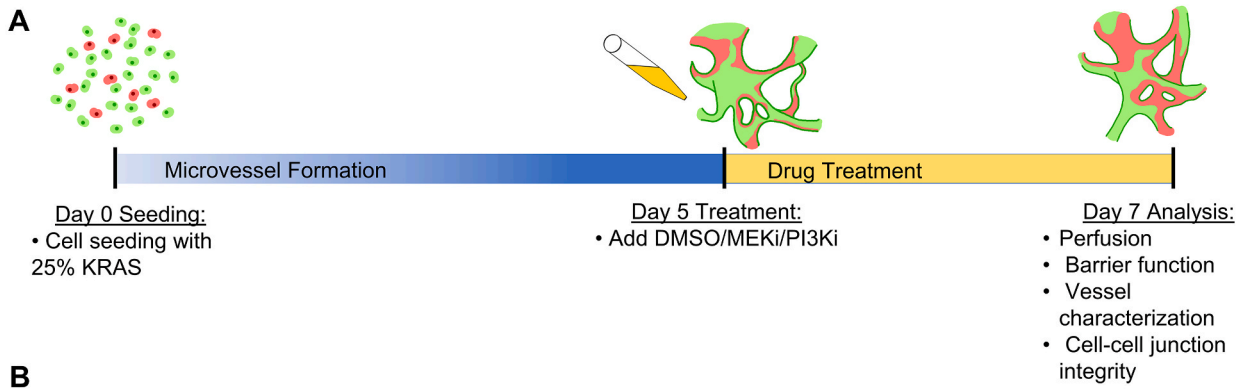 A
Microvessel Formation
Drug Treatment
Day 0 Seeding:
• Cell seeding with
25% KRAS
Day 5 Treatment:
• Add DMSO/MEKi/PI3Ki
Day 7 Analysis:
• Perfusion
• Barrier function
• Vessel
characterization
• Cell-cell junction
integrity
B